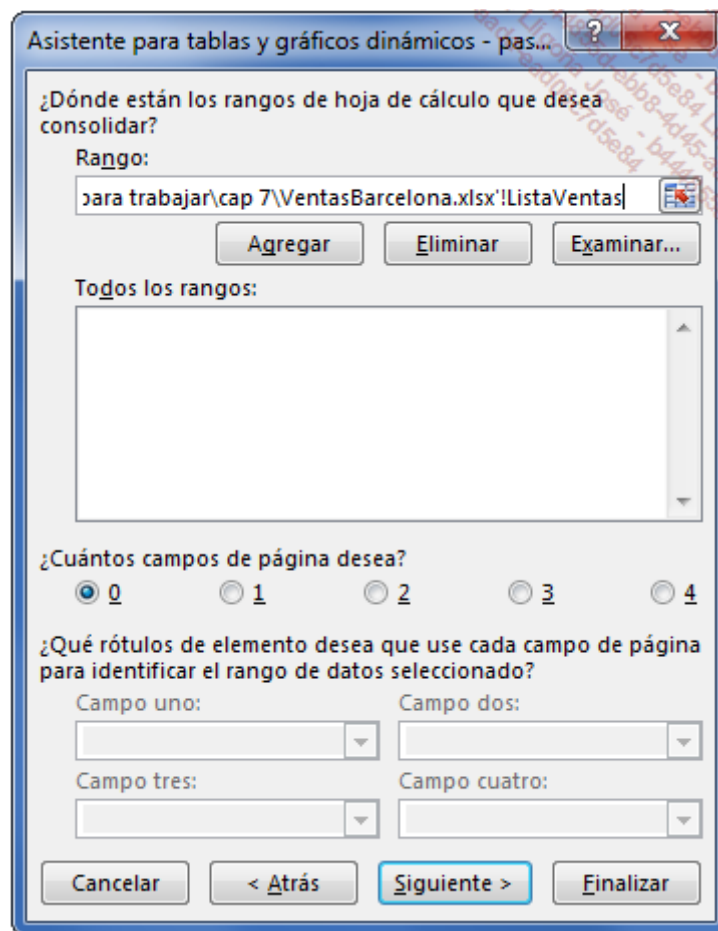 Asistente para tablas y gráficos dinámicos - pas...
¿Dónde están los rangos de hoja de cálculo que desea
consolidar?
Rango:
para trabajar\cap 7\VentasBarcelona.xlsx'!ListaVentas
Agregar Eliminar Examinar...
Todos los rangos:
¿Cuántos campos de página desea?
0 1 2 3 4
¿Qué rótulos de elemento desea que use cada campo de página
para identificar el rango de datos seleccionado?
Campo uno: Campo dos:
Campo tres: Campo cuatro:
Cancelar < Atrás Siguiente > Finalizar